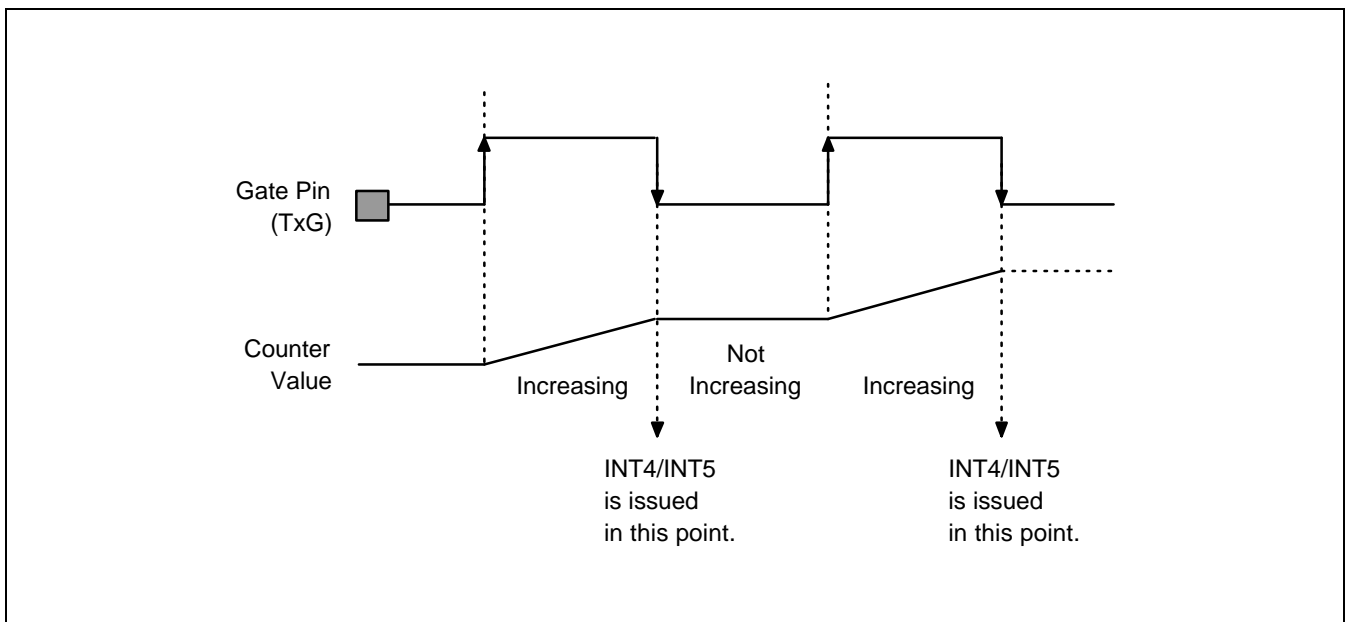 Gate Pin
(TxG)
Counter
Value
Increasing
Not
Increasing
Increasing
INT4/INT5
is issued
in this point.
INT4/INT5
is issued
in this point.